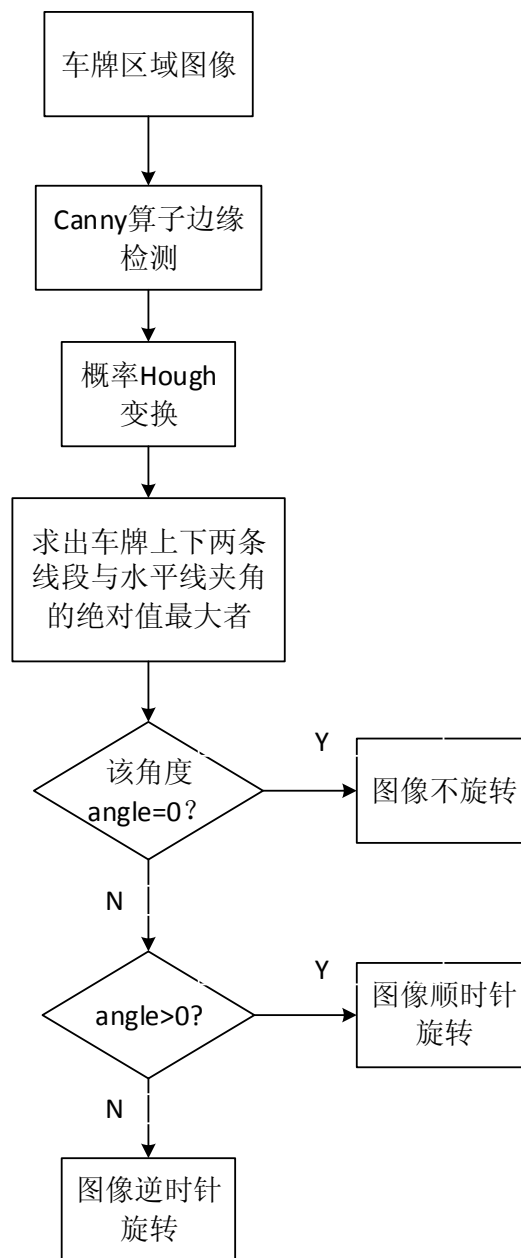 车牌区域图像
Canny算子边缘
检测
概率Hough
变换
求出车牌上下两条
线段与水平线夹角
的绝对值最大者
该角度
angle=0?
Y
图像不旋转
N
angle>0?
Y
图像顺时针
旋转
N
图像逆时针
旋转